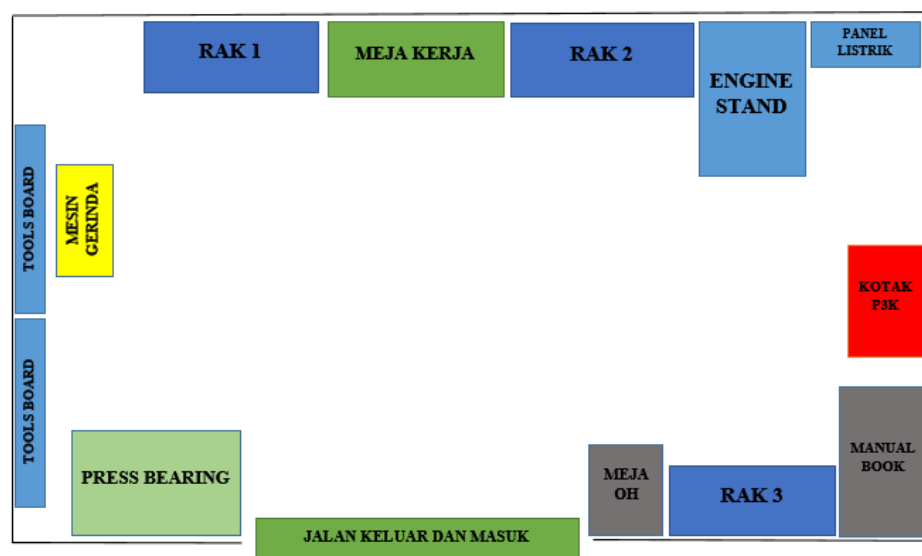 RAK 1
MEJA KERJA
RAK 2
ENGINE
STAND
PANEL
LISTRIK
TOOLS BOARD
MESIN
GERINDA
KOTAK
P3K
TOOLS BOARD
PRESS BEARING
MEJA
OH
RAK 3
MANUAL
BOOK
JALAN KELUAR DAN MASUK